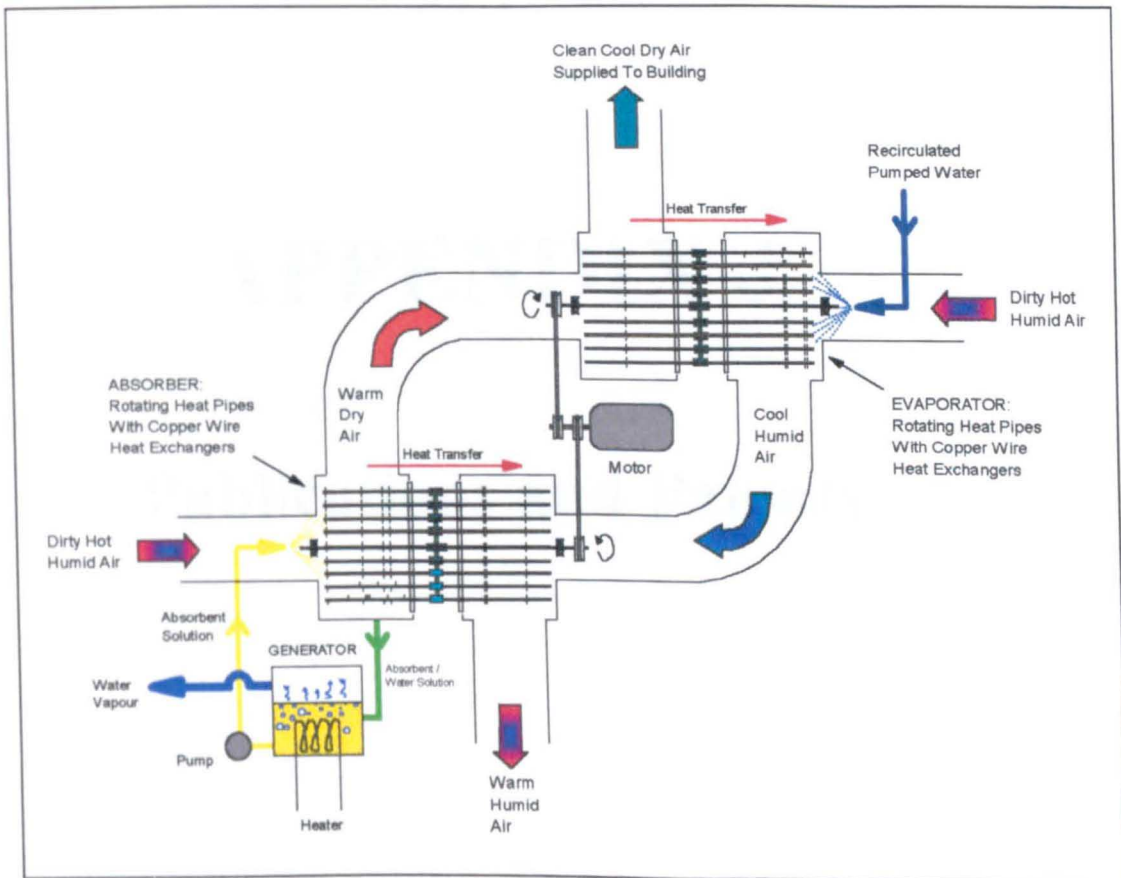 Clean Cool Dry Air
Supplied To Building
Recirculated
Pumped Water
Heat Transfer
Dirty Hot
Humid Air
ABSORBER:
Rotating Heat Pipes
With Copper Wire
Heat Exchangers
Warm
Dry
Air
Cool
Humid
Air
EVAPORATOR:
Rotating Heat Pipes
With Copper Wire
Heat Exchangers
Motor
Heat Transfer
Dirty Hot
Humid Air
Absorbent
Solution
GENERATOR
Absorbent /
Water Solution
Water
Vapour
Pump
Heater
Warm
Humid
Air